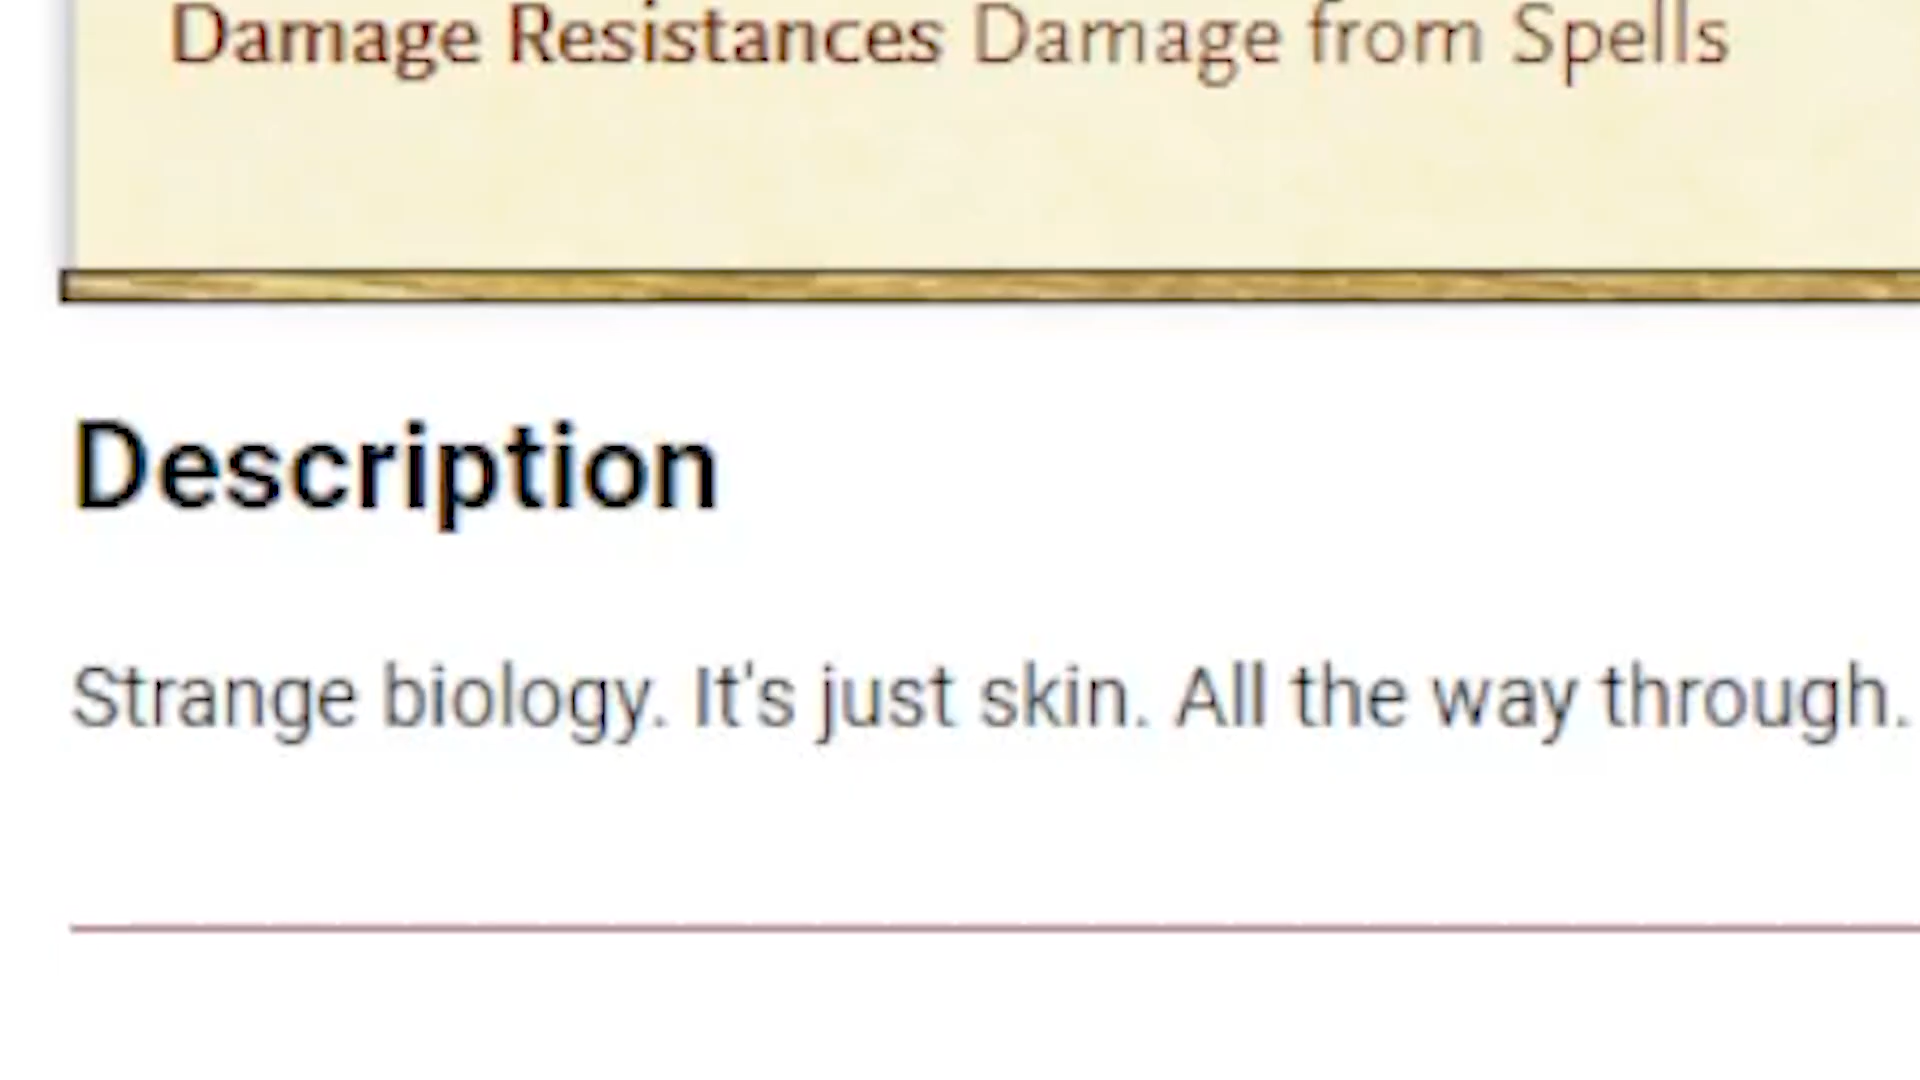 Damage Resistances Damage from Spells
Description
Strange biology. It's just skin. All the way through.